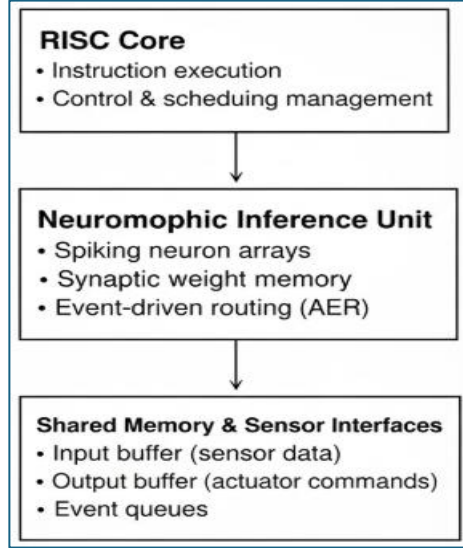 RISC Core
• Instruction execution
• Control & scheduing management
Neuromophic Inference Unit
• Spiking neuron arrays
• Synaptic weight memory
• Event-driven routing (AER)
Shared Memory & Sensor Interfaces
• Input buffer (sensor data)
• Output buffer (actuator commands)
• Event queues